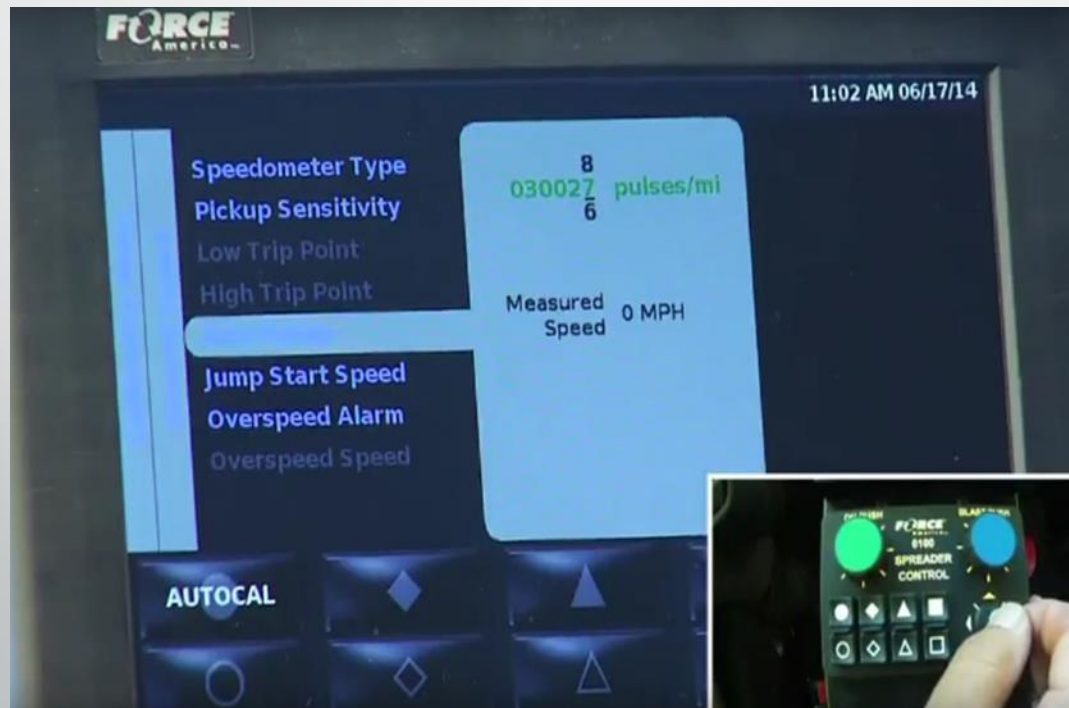 FORCE
America
11:02 AM 06/17/14
Speedometer Type
Pickup Sensitivity
Low Trip Point
High Trip Point
Jump Start Speed
Overspeed Alarm
Overspeed Speed
8
030027 pulses/mi
6
Measured
Speed
0 MPH
AUTOCAL
FORCE
America
6100
SPREADER
CONTROL